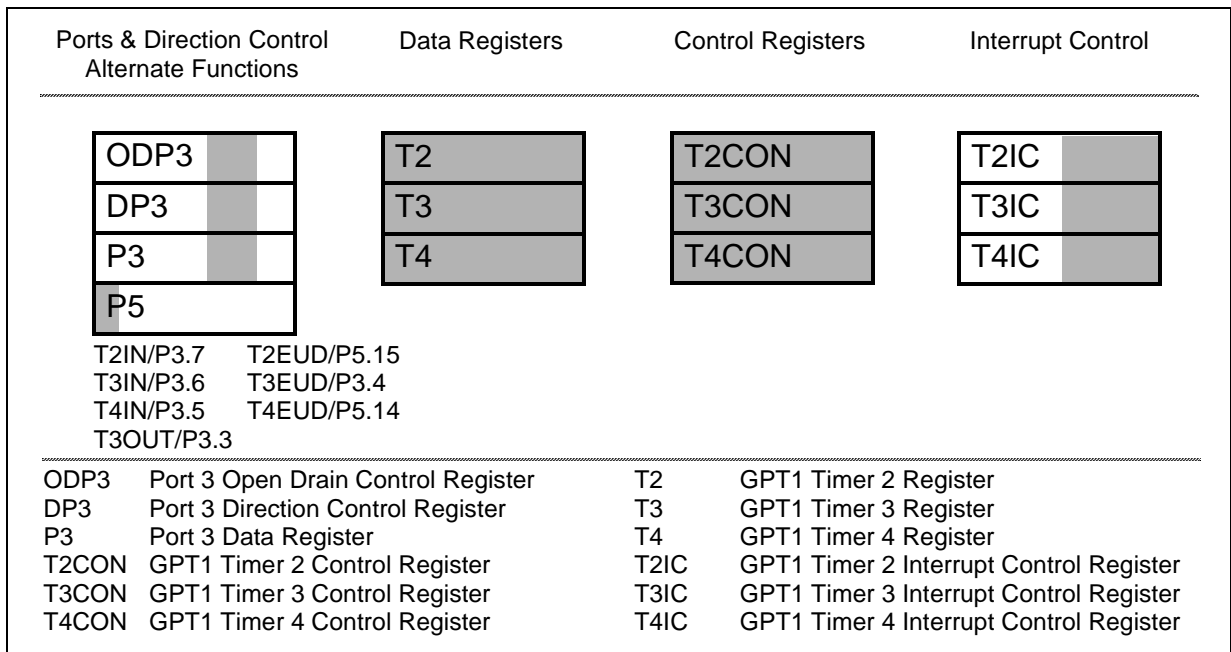 Ports & Direction Control
Alternate Functions
Data Registers
Control Registers
Interrupt Control
ODP3 T2 T2CON T2IC
DP3 T3 T3CON T3IC
P3 T4 T4CON T4IC
P5
T2IN/P3.7 T2EUD/P5.15
T3IN/P3.6 T3EUD/P3.4
T4IN/P3.5 T4EUD/P5.14
T3OUT/P3.3
ODP3 Port 3 Open Drain Control Register T2 GPT1 Timer 2 Register
DP3 Port 3 Direction Control Register T3 GPT1 Timer 3 Register
P3 Port 3 Data Register T4 GPT1 Timer 4 Register
T2CON GPT1 Timer 2 Control Register T2IC GPT1 Timer 2 Interrupt Control Register
T3CON GPT1 Timer 3 Control Register T3IC GPT1 Timer 3 Interrupt Control Register
T4CON GPT1 Timer 4 Control Register T4IC GPT1 Timer 4 Interrupt Control Register